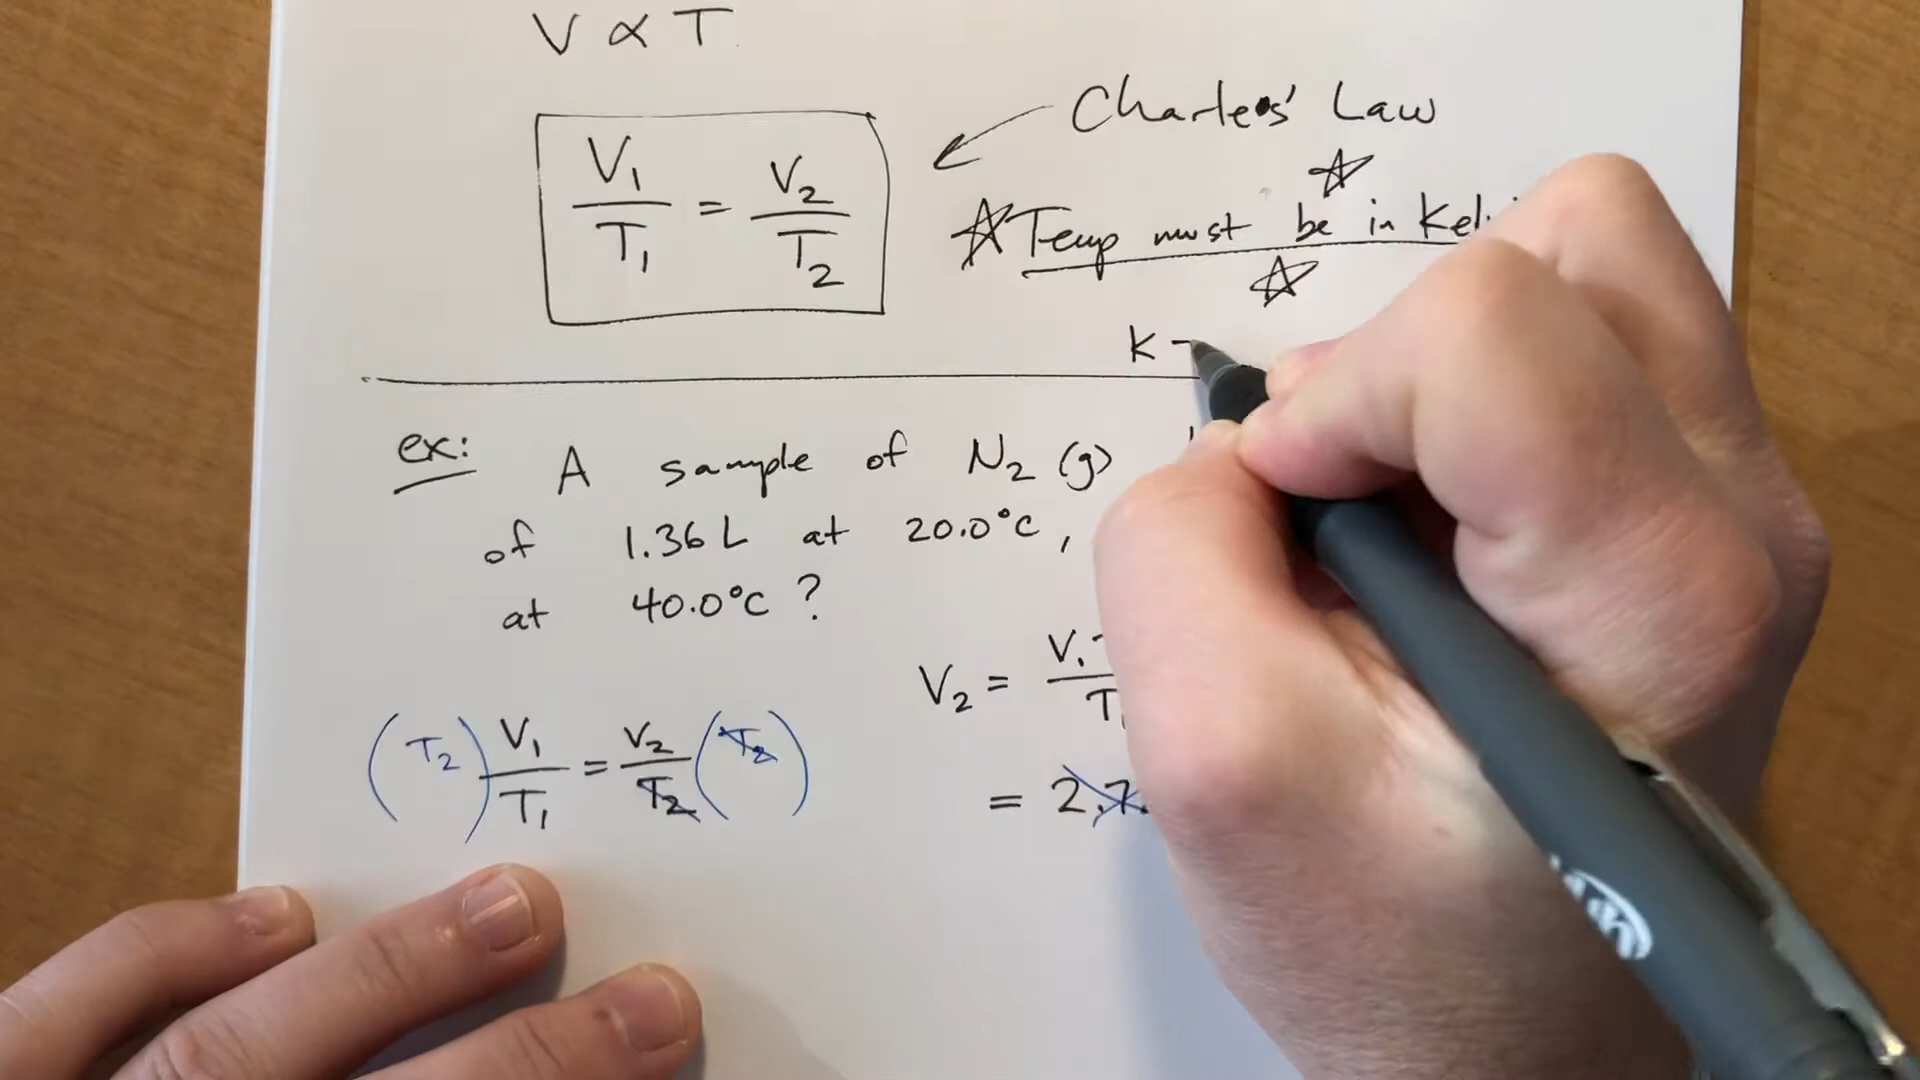 V ∝ T
V₁/T₁ = V₂/T₂
Charles' Law
Temp must be in
K
ex: A sample of N₂ (g)
of 1.36 L at 20.0°C,
at 40.0°C ?
V₂ =
(T₂) V₁/T₁ = V₂/T₂ (T₂)
= 2.7